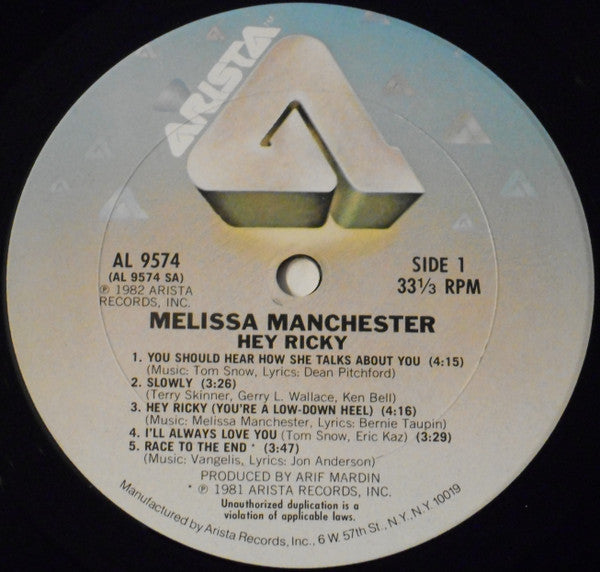 ARISTA™
AL 9574
(AL 9574 SA)
℗ 1982 ARISTA
RECORDS, INC.
SIDE 1
33⅓ RPM
MELISSA MANCHESTER
HEY RICKY
1. YOU SHOULD HEAR HOW SHE TALKS ABOUT YOU (4:15)
(Music: Tom Snow, Lyrics: Dean Pitchford)
2. SLOWLY (3:26)
(Terry Skinner, Gerry L. Wallace, Ken Bell)
3. HEY RICKY (YOU'RE A LOW-DOWN HEEL) (4:16)
(Music: Melissa Manchester, Lyrics: Bernie Taupin)
4. I'LL ALWAYS LOVE YOU (Tom Snow, Eric Kaz) (3:29)
5. RACE TO THE END * (3:47)
(Music: Vangelis, Lyrics: Jon Anderson)
PRODUCED BY ARIF MARDIN
* ℗ 1981 ARISTA RECORDS, INC.
Unauthorized duplication is a
violation of applicable laws.
Manufactured by Arista Records, Inc., 6 W. 57th St., N.Y., N.Y. 10019